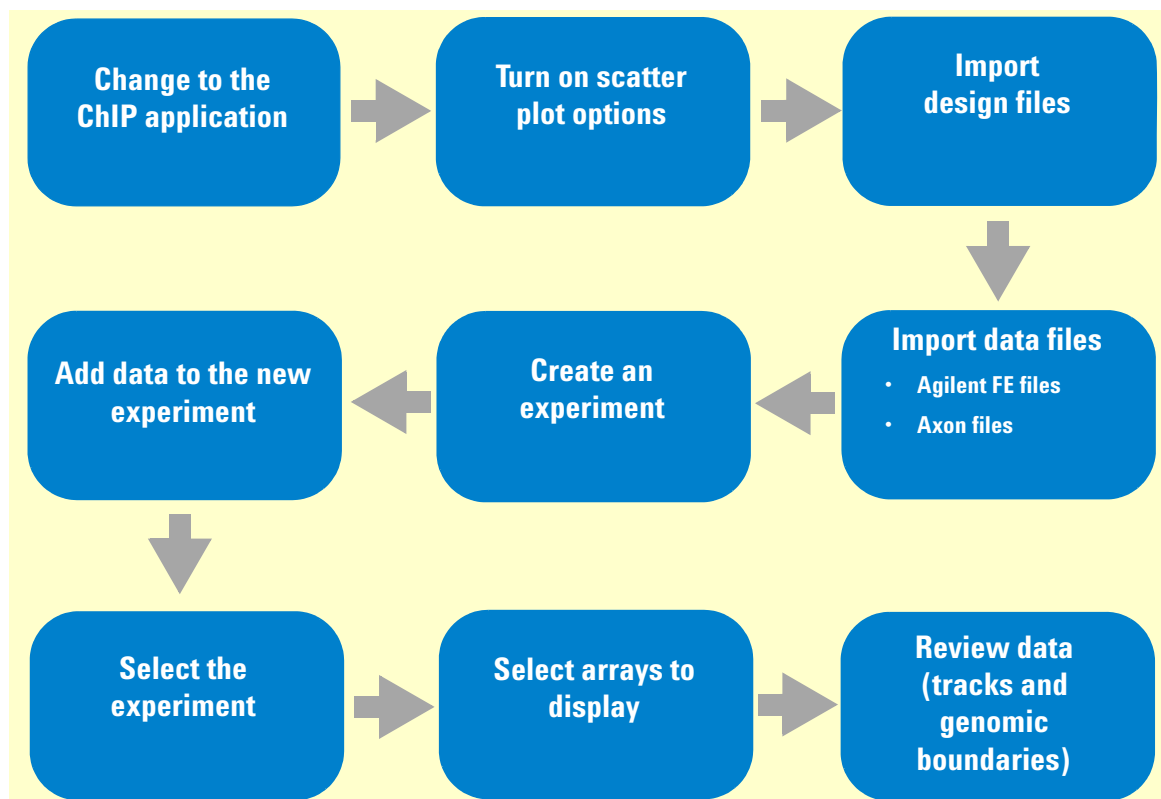 Change to the
ChIP application
Turn on scatter
plot options
Import
design files
Import data files
• Agilent FE files
• Axon files
Create an
experiment
Add data to the new
experiment
Select the
experiment
Select arrays to
display
Review data
(tracks and
genomic
boundaries)